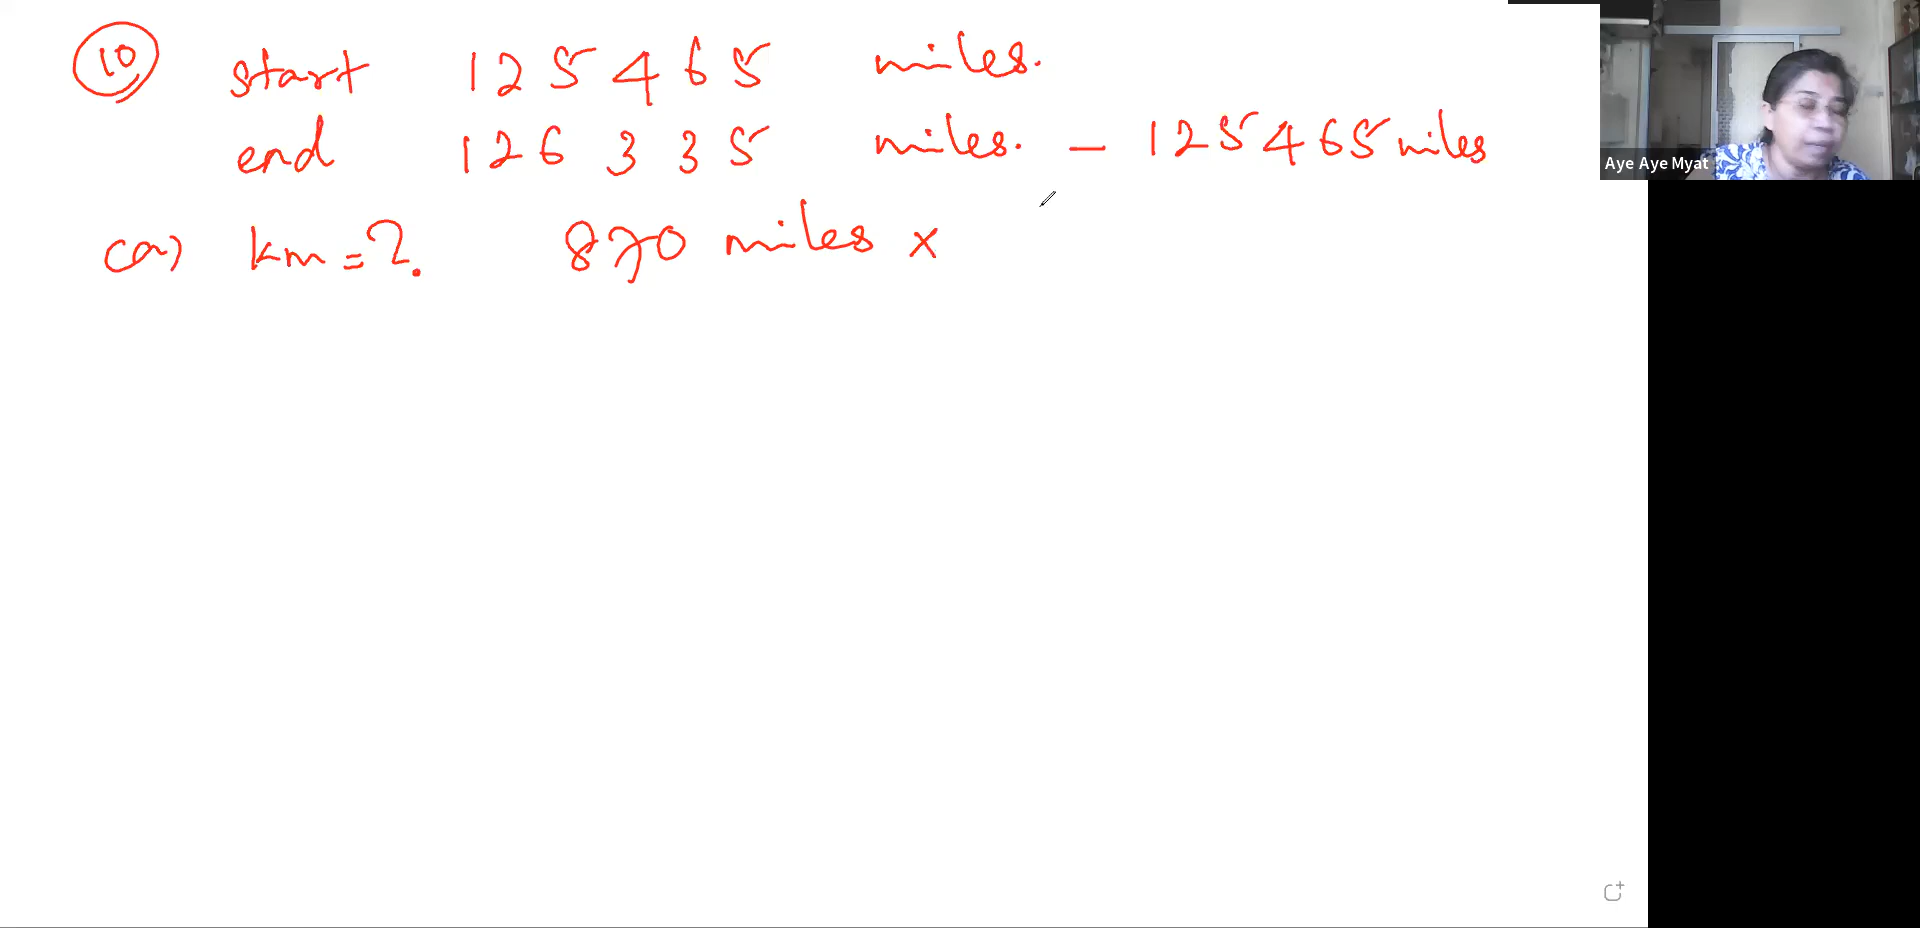 10 start 125465 miles.
end 126335 miles. - 125465 miles
(a) km = ?. 870 miles x
Aye Aye Myat